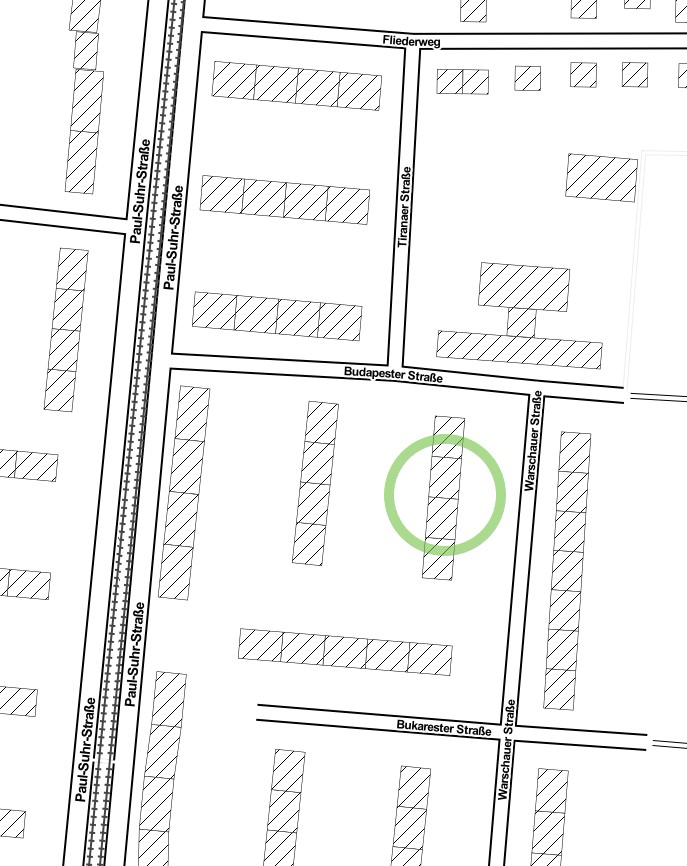 Fliederweg
Paul-Suhr-Straße
Paul-Suhr-Straße
Tiranaer Straße
Budapester Straße
Warschauer Straße
Paul-Suhr-Straße
Paul-Suhr-Straße
Bukarester Straße
Warschauer Straße